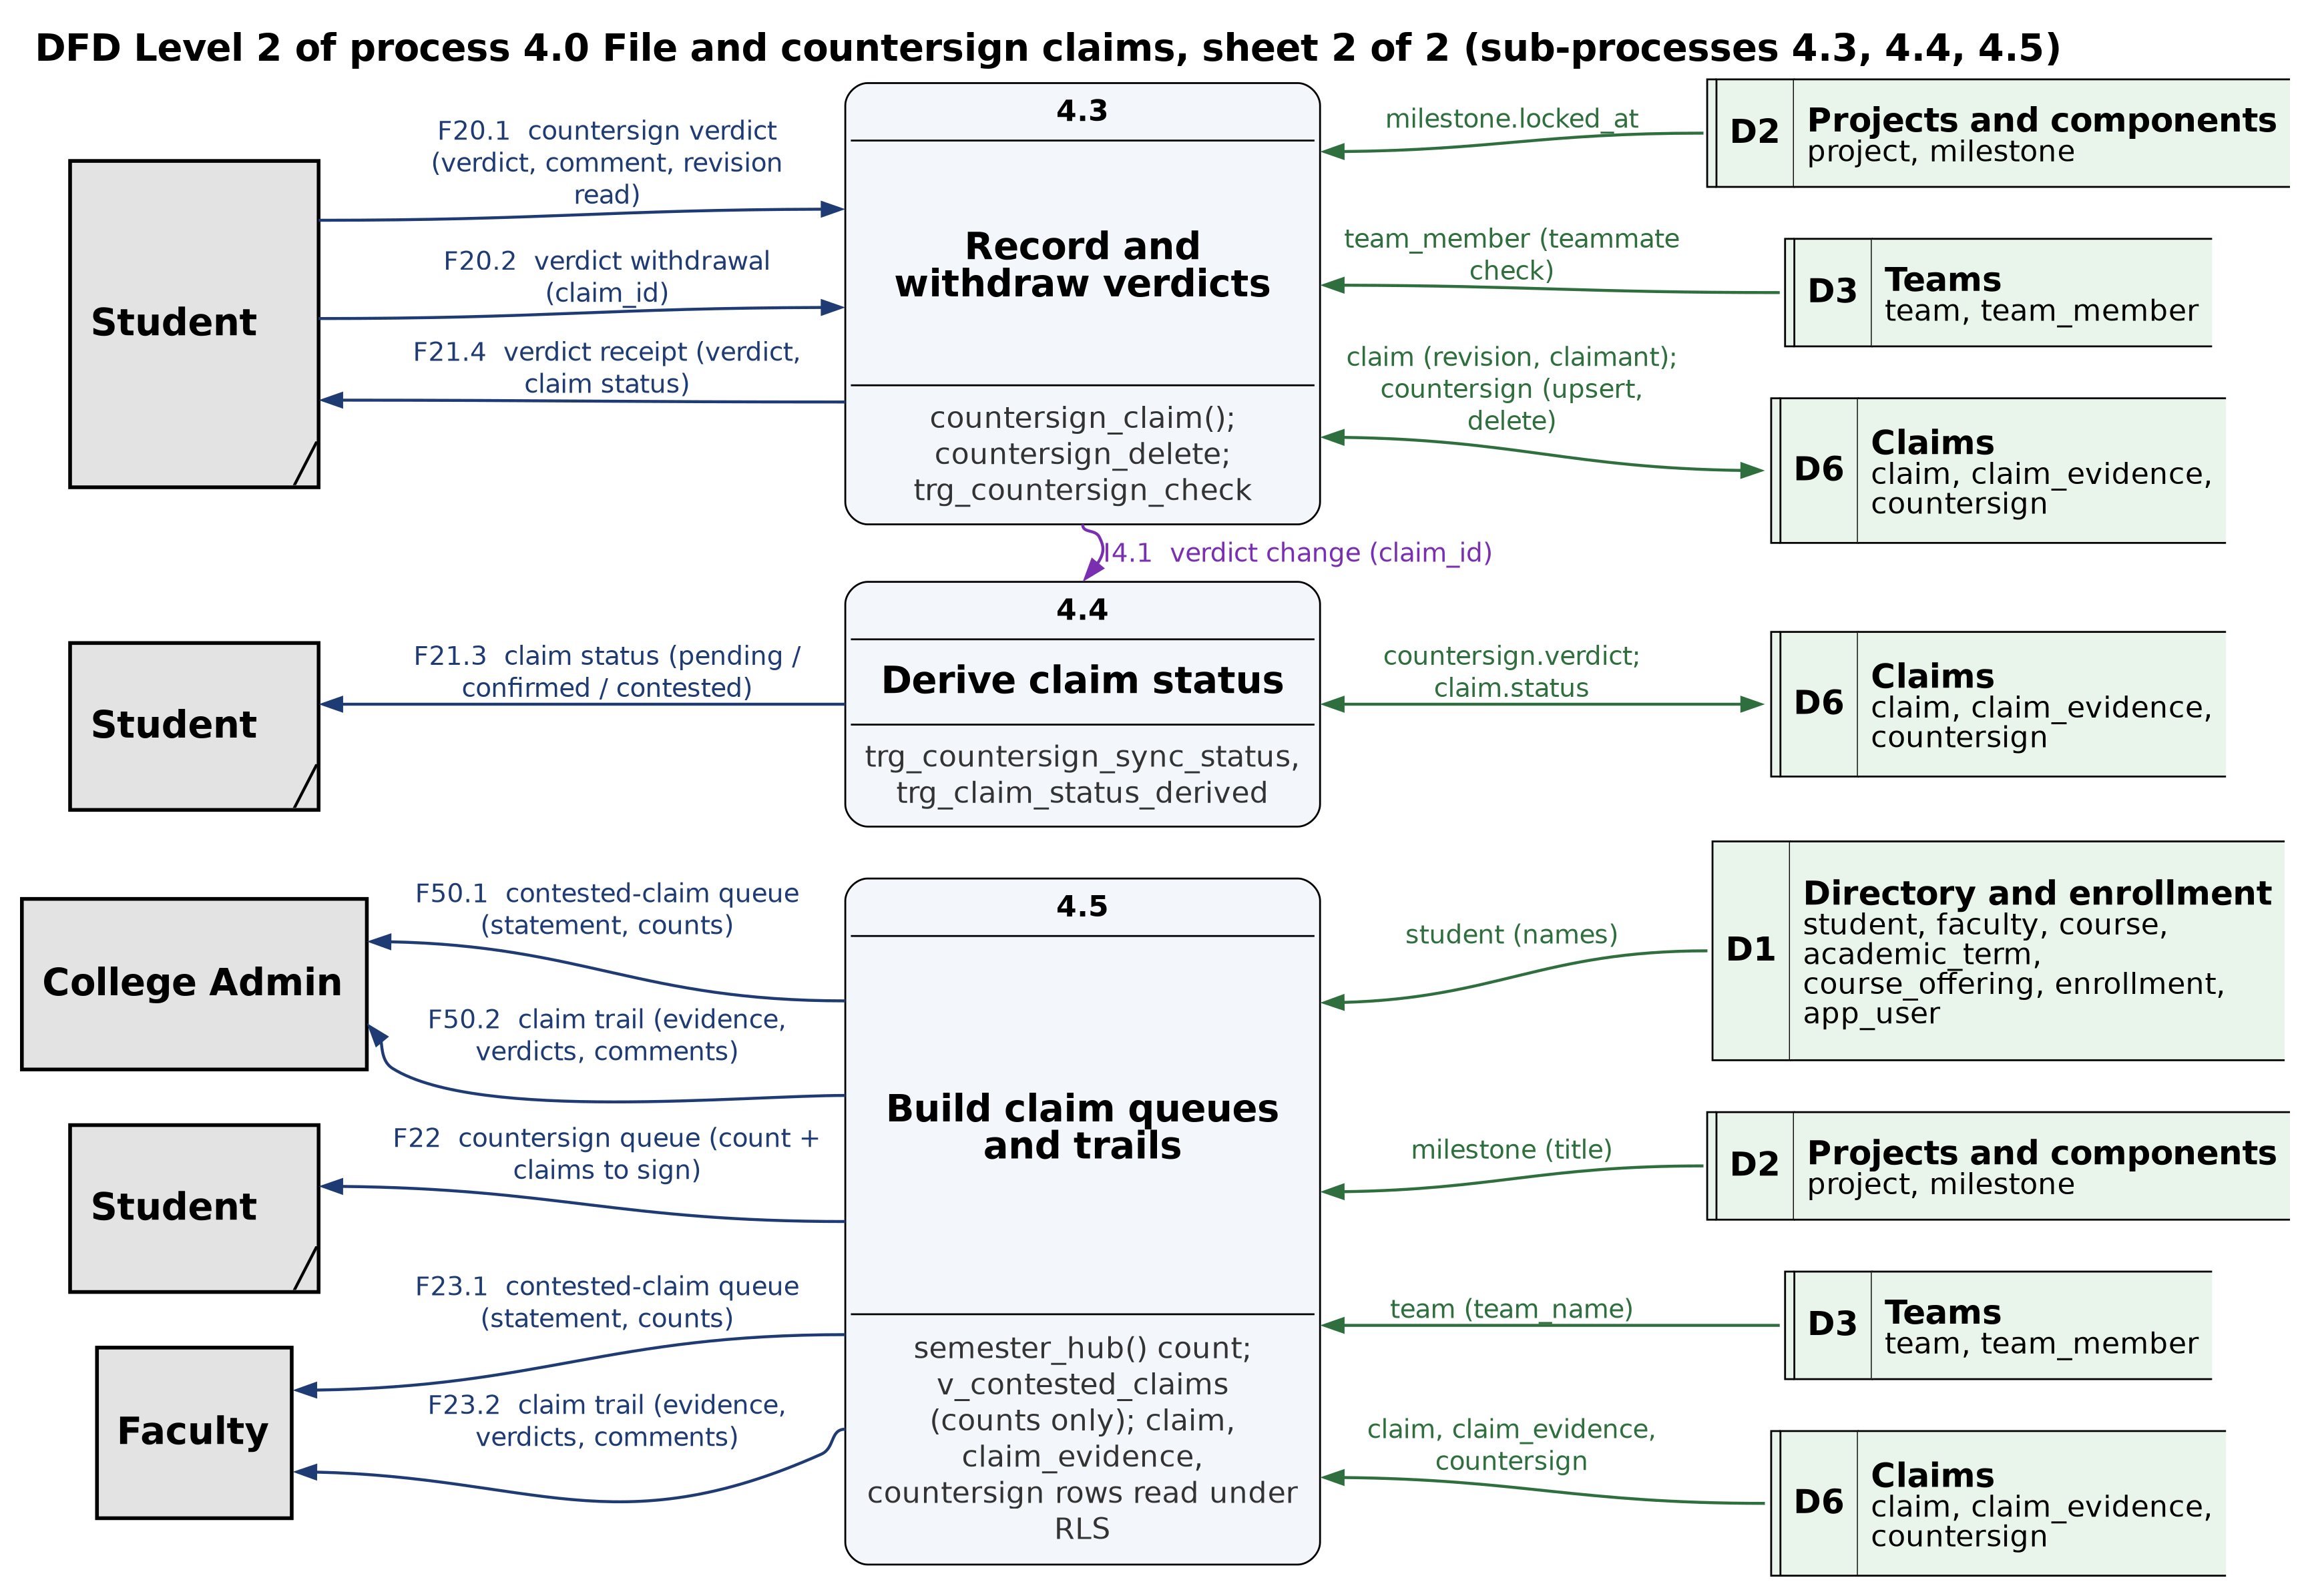 DFD Level 2 of process 4.0 File and countersign claims, sheet 2 of 2 (sub-processes 4.3, 4.4, 4.5)
Student
F20.1 countersign verdict
(verdict, comment, revision
read)
F20.2 verdict withdrawal
(claim_id)
F21.4 verdict receipt (verdict,
claim status)
4.3
Record and
withdraw verdicts
countersign_claim();
countersign_delete;
trg_countersign_check
milestone.locked_at
D2
Projects and components
project, milestone
team_member (teammate
check)
D3
Teams
team, team_member
claim (revision, claimant);
countersign (upsert,
delete)
D6
Claims
claim, claim_evidence,
countersign
I4.1 verdict change (claim_id)
Student
F21.3 claim status (pending /
confirmed / contested)
4.4
Derive claim status
trg_countersign_sync_status,
trg_claim_status_derived
countersign.verdict;
claim.status
D6
Claims
claim, claim_evidence,
countersign
College Admin
F50.1 contested-claim queue
(statement, counts)
F50.2 claim trail (evidence,
verdicts, comments)
Student
F22 countersign queue (count +
claims to sign)
Faculty
F23.1 contested-claim queue
(statement, counts)
F23.2 claim trail (evidence,
verdicts, comments)
4.5
Build claim queues
and trails
semester_hub() count;
v_contested_claims
(counts only); claim,
claim_evidence,
countersign rows read under
RLS
student (names)
D1
Directory and enrollment
student, faculty, course,
academic_term,
course_offering, enrollment,
app_user
milestone (title)
D2
Projects and components
project, milestone
team (team_name)
D3
Teams
team, team_member
claim, claim_evidence,
countersign
D6
Claims
claim, claim_evidence,
countersign